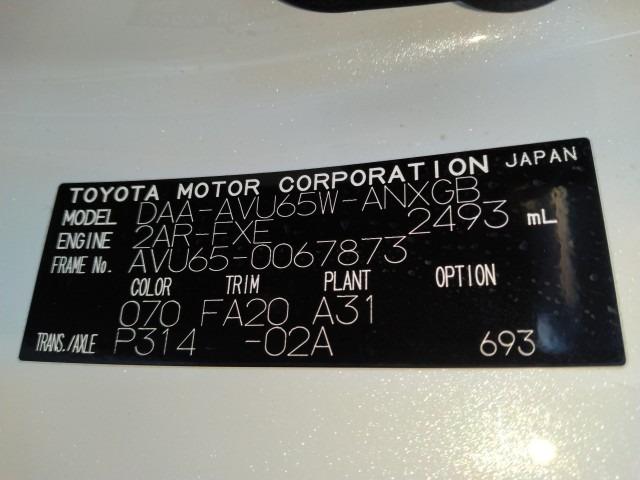 TOYOTA MOTOR CORPORATION JAPAN
MODEL DAA-AVU65W-ANXGB
ENGINE 2AR-FXE 2493 mL
FRAME No. AVU65-0067873
COLOR TRIM PLANT OPTION
070 FA20 A31
TRANS./AXLE P314 -02A 693